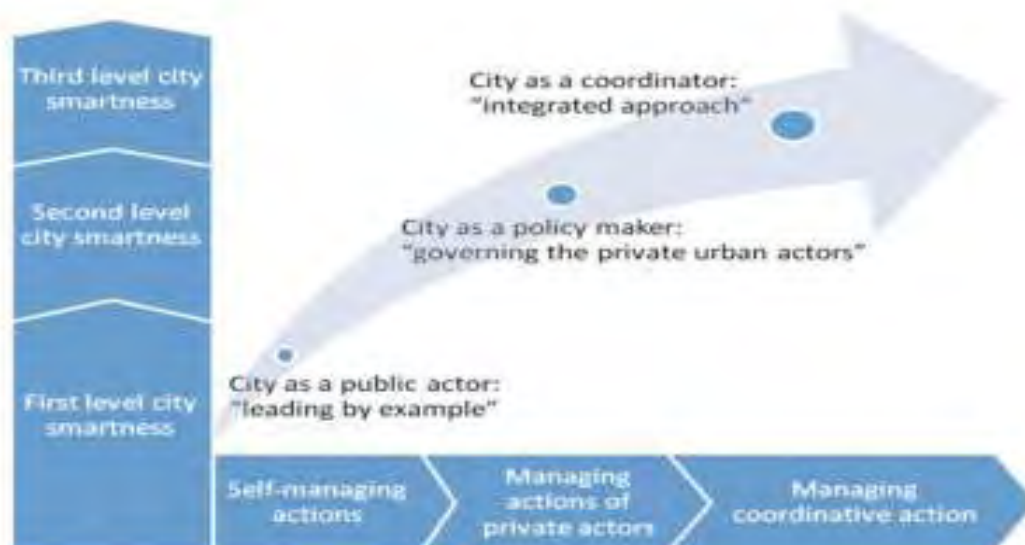 Third level city
smartness
City as a coordinator:
“integrated approach”
Second level
city smartness
City as a policy maker:
“governing the private urban actors”
First level city
smartness
City as a public actor:
“leading by example”
Self-managing
actions
Managing
actions of
private actors
Managing
coordinative action